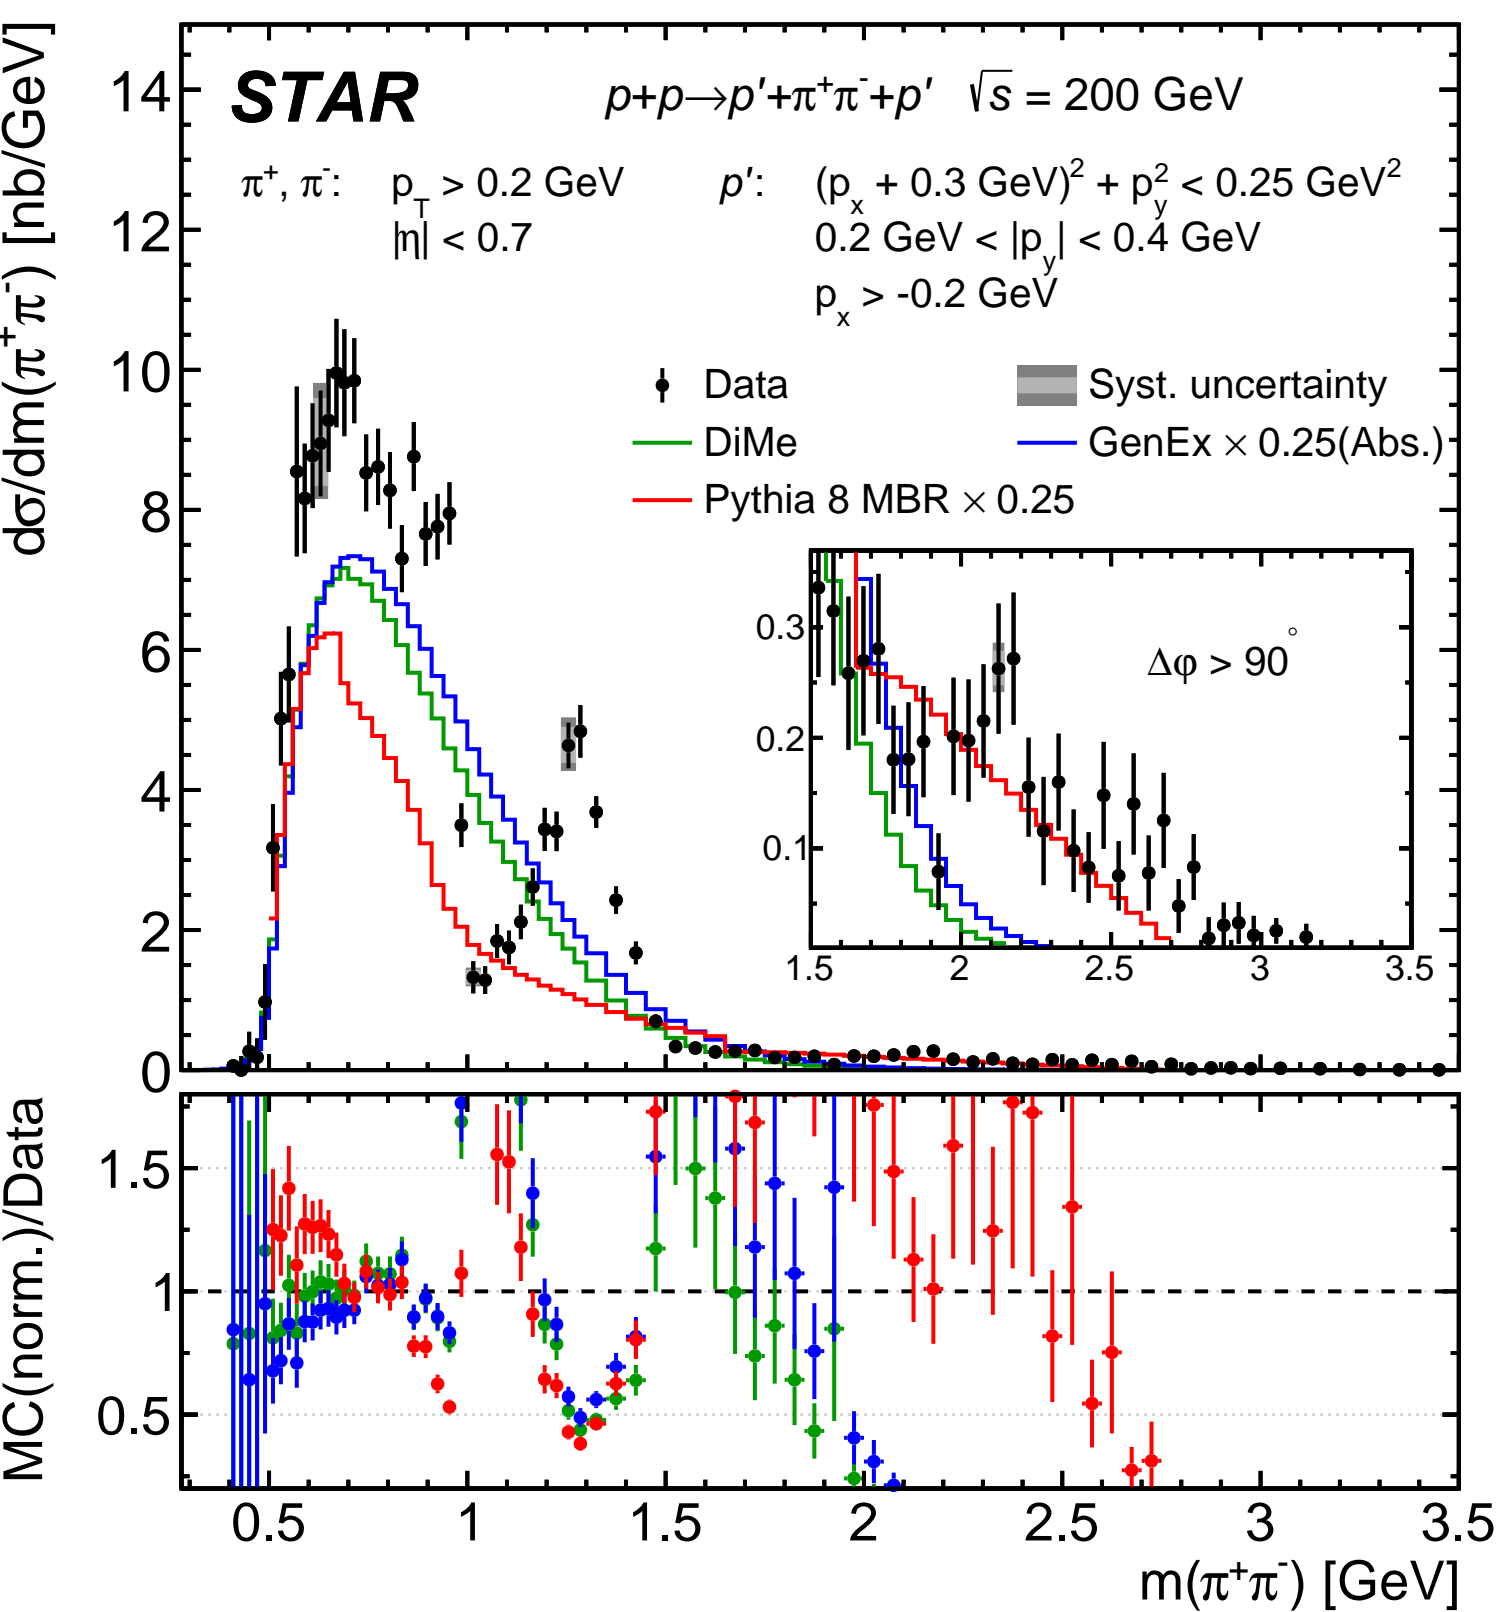 STAR p+p→p′+π⁺π⁻+p′ √s = 200 GeV
π⁺, π⁻: p_T > 0.2 GeV p′: (p_x + 0.3 GeV)² + p_y² < 0.25 GeV²
|η| < 0.7 0.2 GeV < |p_y| < 0.4 GeV
p_x > -0.2 GeV
Data Syst. uncertainty
DiMe GenEx × 0.25(Abs.)
Pythia 8 MBR × 0.25
dσ/dm(π⁺π⁻) [nb/GeV]
14
12
10
8
6
4
2
0
Δφ > 90°
0.3
0.2
0.1
1.5 2 2.5 3 3.5
MC(norm.)/Data
1.5
1
0.5
0.5 1 1.5 2 2.5 3 3.5
m(π⁺π⁻) [GeV]